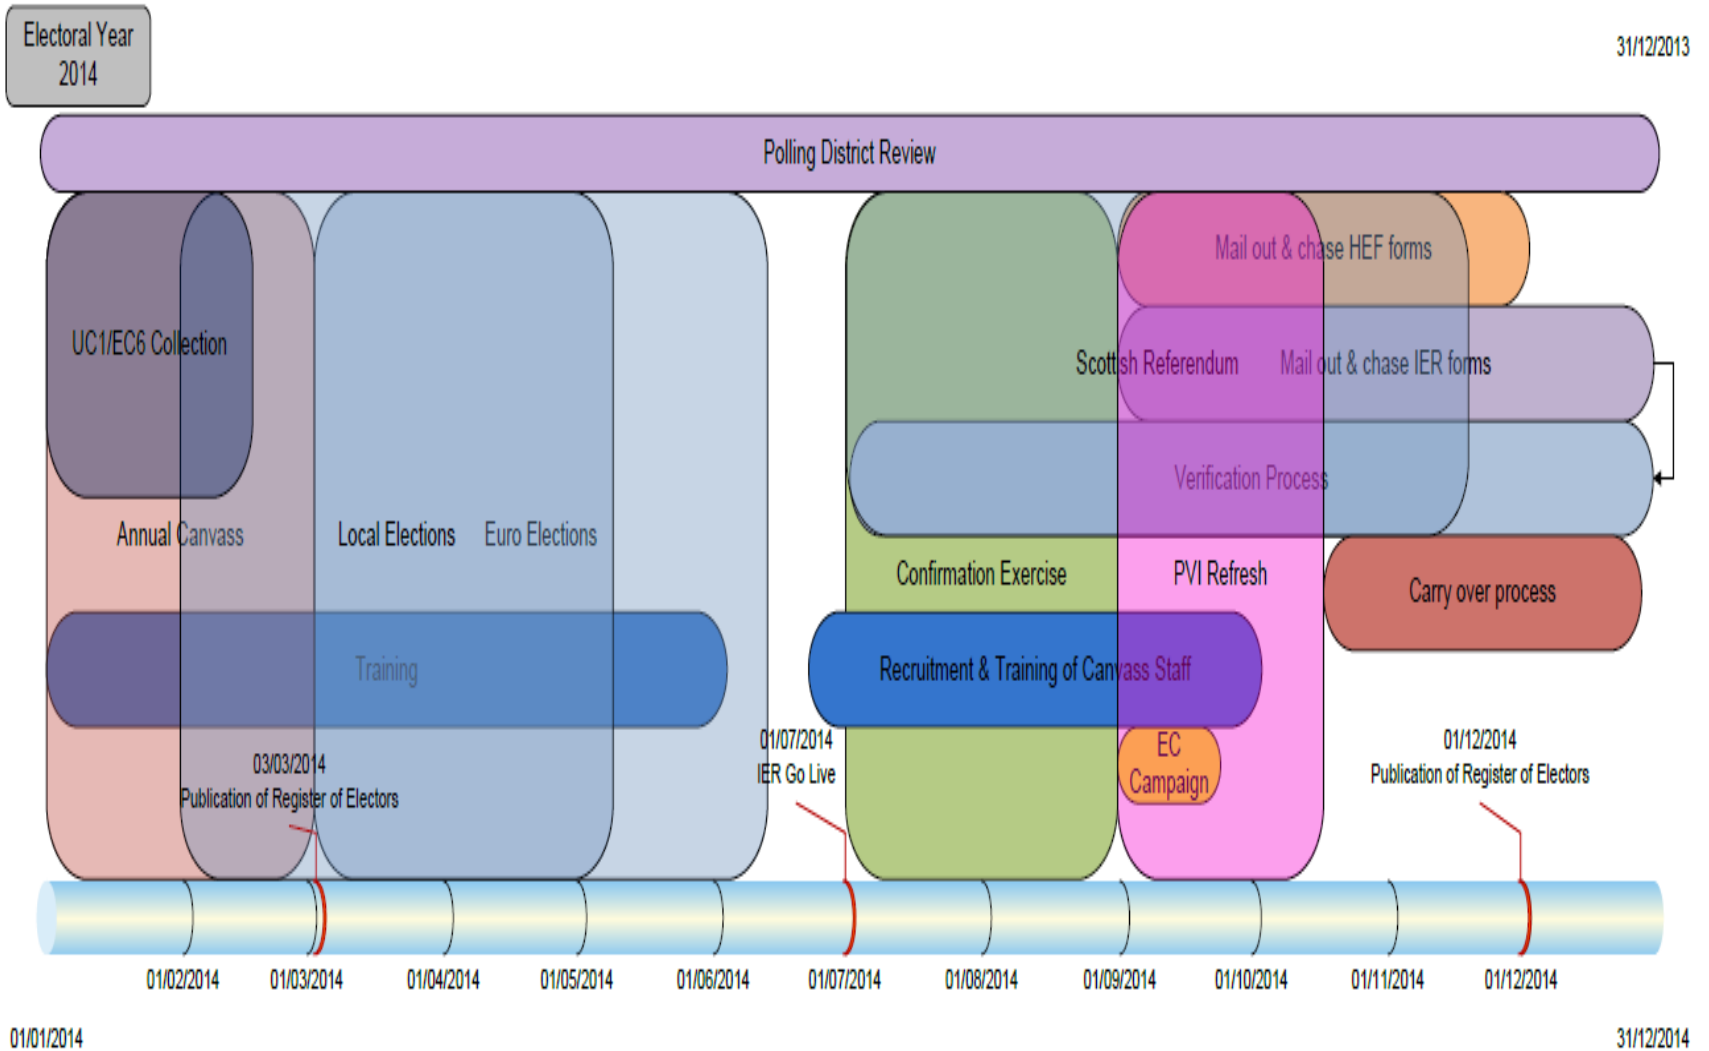 Electoral Year
2014
31/12/2013
Polling District Review
Mail out & chase HEF forms
UC1/EC6 Collection
Scottish Referendum
Mail out & chase IER forms
Verification Process
Annual Canvass
Local Elections
Euro Elections
Confirmation Exercise
PVI Refresh
Carry over process
Training
Recruitment & Training of Canvass Staff
03/03/2014
Publication of Register of Electors
01/07/2014
IER Go Live
EC
Campaign
01/12/2014
Publication of Register of Electors
01/02/2014
01/03/2014
01/04/2014
01/05/2014
01/06/2014
01/07/2014
01/08/2014
01/09/2014
01/10/2014
01/11/2014
01/12/2014
01/01/2014
31/12/2014